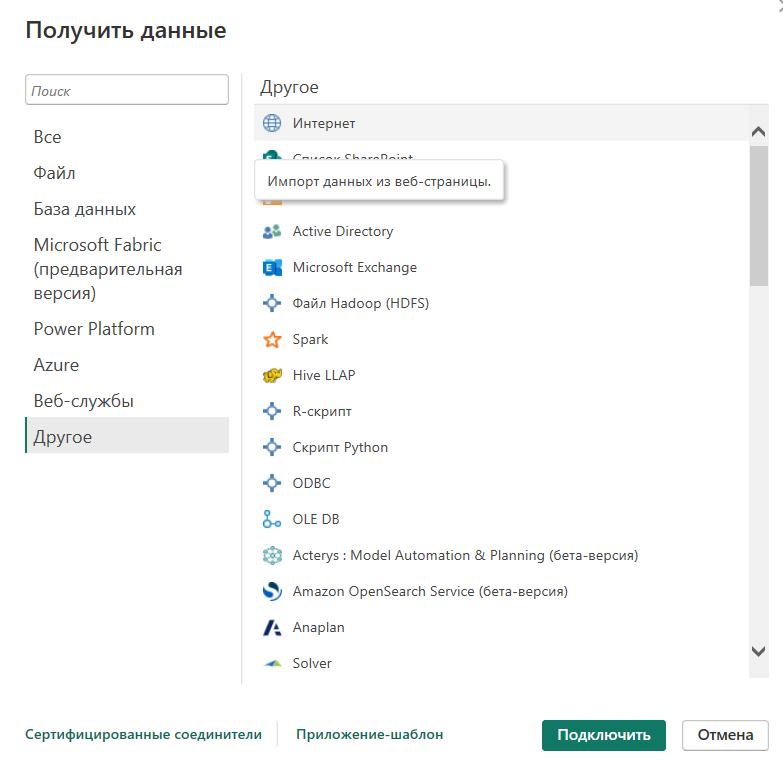 Получить данные
Поиск
Все
Файл
База данных
Microsoft Fabric
(предварительная
версия)
Power Platform
Azure
Веб-службы
Другое
Другое
Интернет
Список SharePoint
Импорт данных из веб-страницы.
Active Directory
Microsoft Exchange
Файл Hadoop (HDFS)
Spark
Hive LLAP
R-скрипт
Скрипт Python
ODBC
OLE DB
Acterys : Model Automation & Planning (бета-версия)
Amazon OpenSearch Service (бета-версия)
Anaplan
Solver
Сертифицированные соединители
Приложение-шаблон
Подключить
Отмена